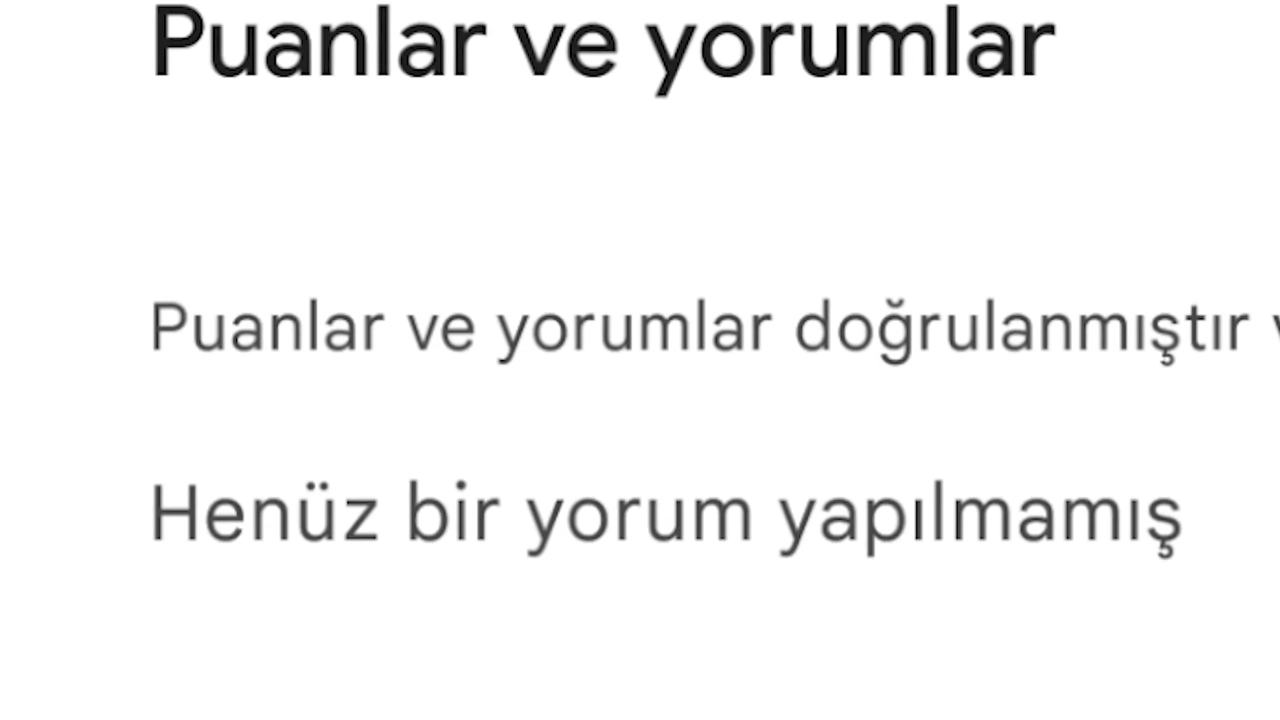 Puanlar ve yorumlar
Puanlar ve yorumlar doğrulanmıştır
Henüz bir yorum yapılmamış